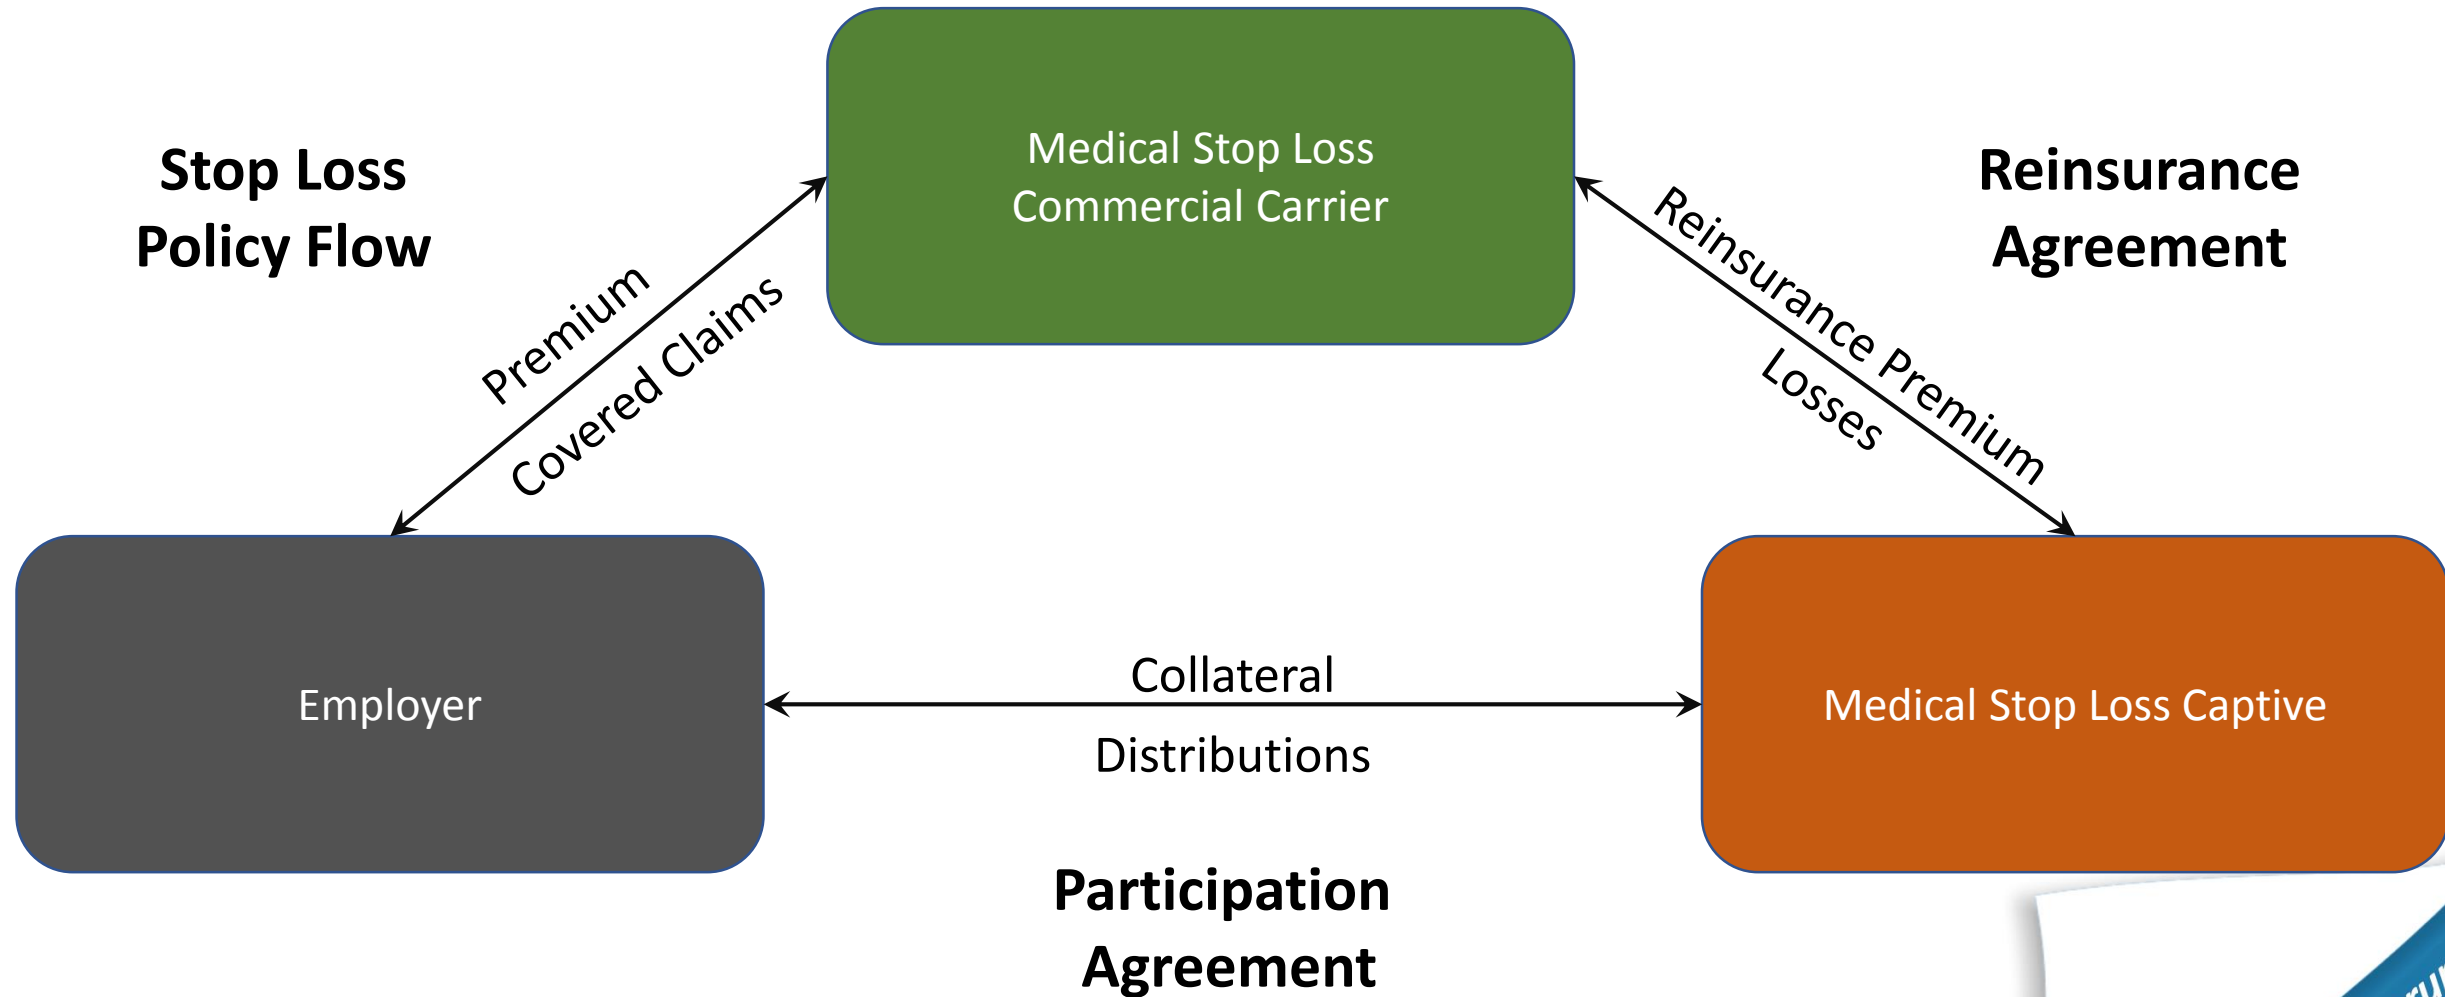 Medical Stop Loss
Commercial Carrier
Stop Loss
Policy Flow
Reinsurance
Agreement
Premium
Covered Claims
Reinsurance Premium
Losses
Employer
Collateral
Distributions
Medical Stop Loss Captive
Participation
Agreement